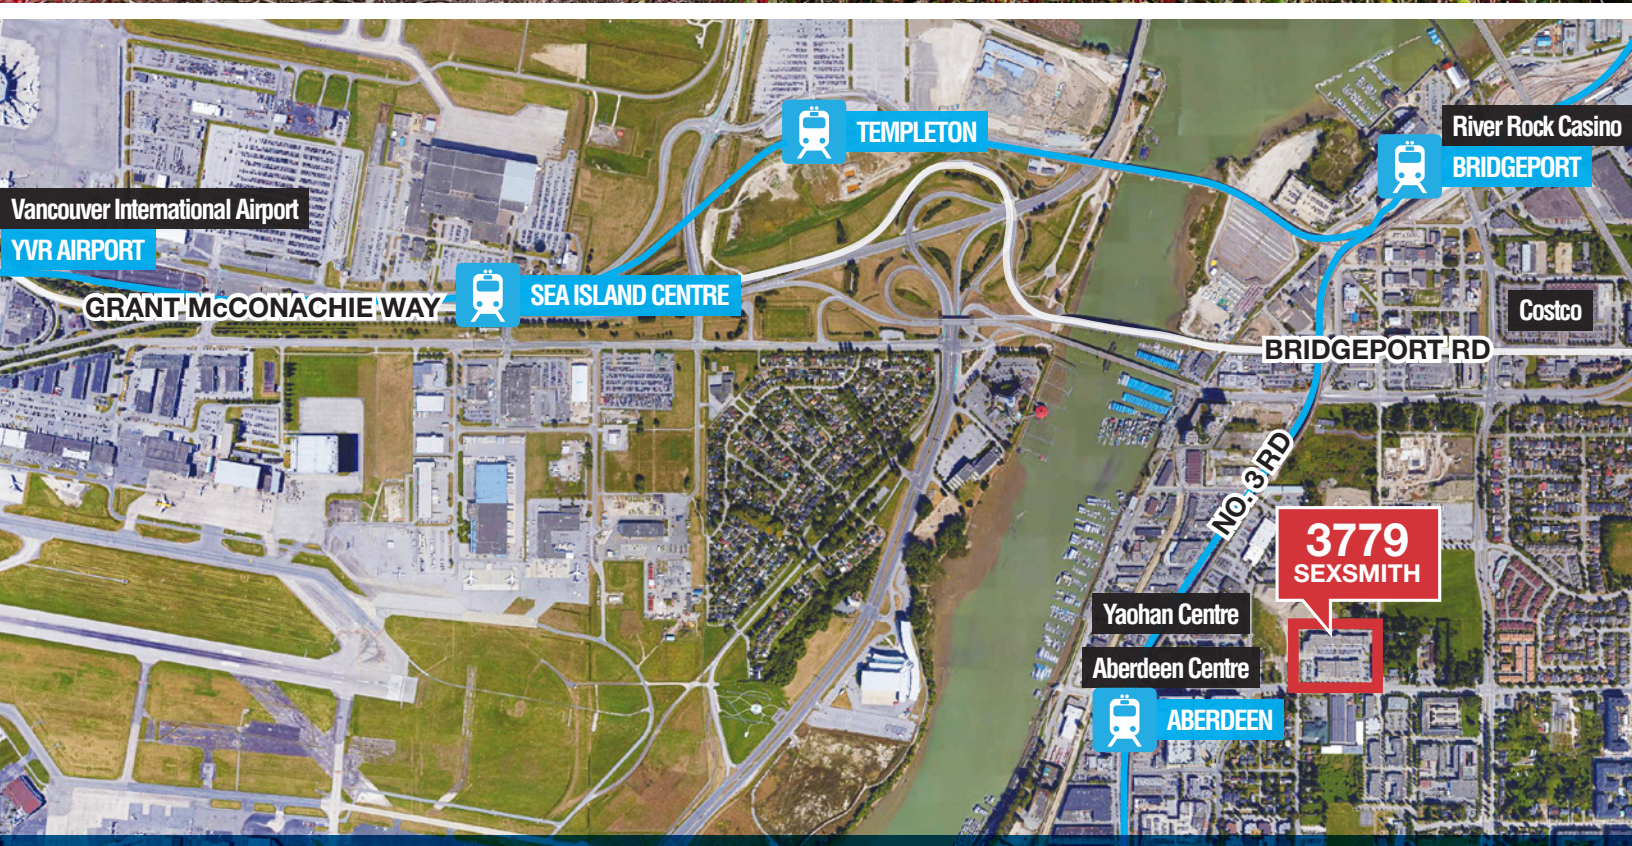 TEMPLETON
River Rock Casino
BRIDGEPORT
Vancouver International Airport
YVR AIRPORT
SEA ISLAND CENTRE
GRANT McCONACHIE WAY
Costco
BRIDGEPORT RD
NO. 3 RD
3779
SEXSMITH
Yaohan Centre
Aberdeen Centre
ABERDEEN